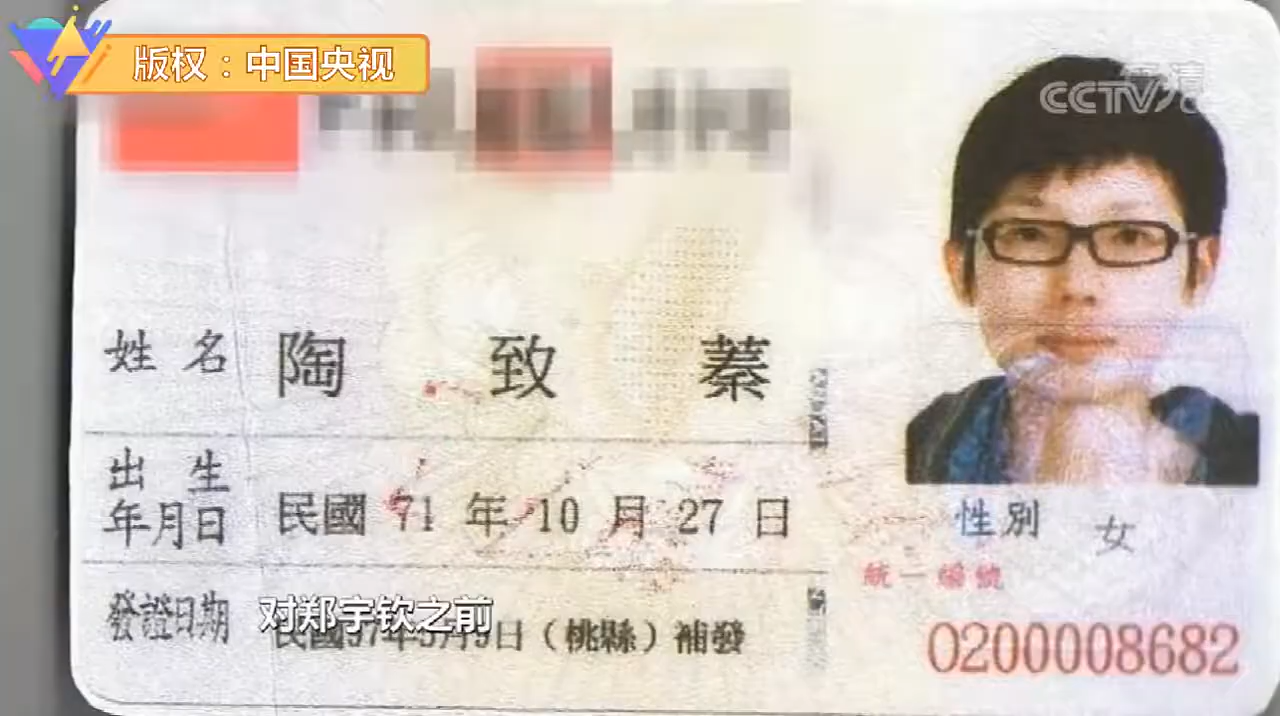 版权：中国央视
CCTV
姓名 陶致蓁
出生年月日 民國 71 年 10 月 27 日
性別 女
統一編號
發證日期 日（桃縣）補發
对郑宇钦之前
O200008682